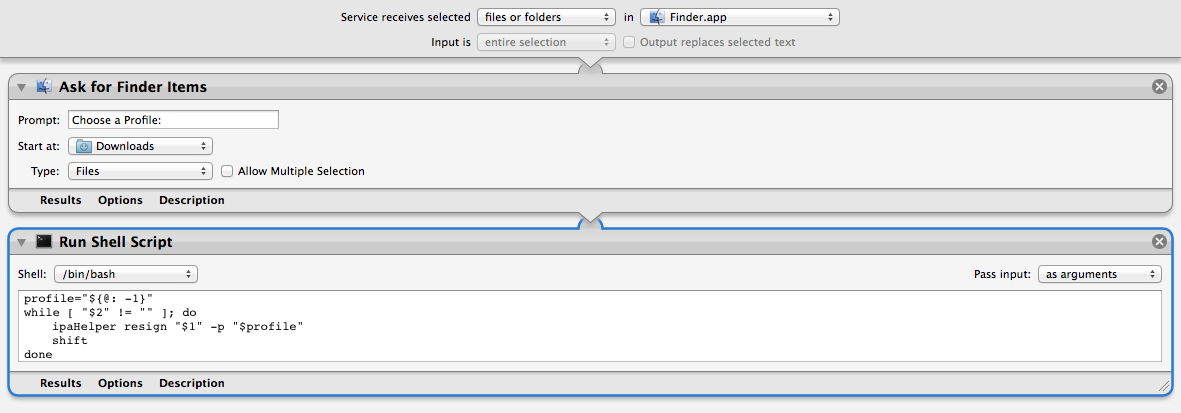 Service receives selected files or folders in Finder.app
Input is entire selection Output replaces selected text
Ask for Finder Items
Prompt: Choose a Profile:
Start at: Downloads
Type: Files Allow Multiple Selection
Results Options Description
Run Shell Script
Shell: /bin/bash Pass input: as arguments
profile="${@: -1}"
while [ "$2" != "" ]; do
    ipaHelper resign "$1" -p "$profile"
    shift
done
Results Options Description